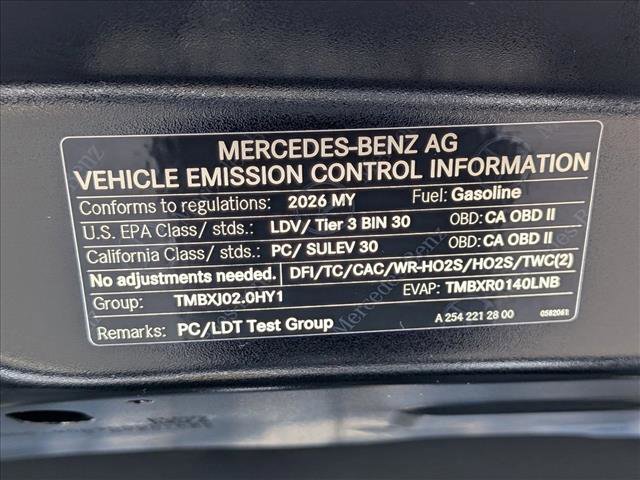 MERCEDES-BENZ AG
VEHICLE EMISSION CONTROL INFORMATION
Conforms to regulations: 2026 MY Fuel: Gasoline
U.S. EPA Class/ stds.: LDV/ Tier 3 BIN 30 OBD: CA OBD II
California Class/ stds.: PC/ SULEV 30 OBD: CA OBD II
No adjustments needed. DFI/TC/CAC/WR-HO2S/HO2S/TWC(2)
Group: TMBXJ02.0HY1 EVAP: TMBXR0140LNB
Remarks: PC/LDT Test Group A 254 221 28 00